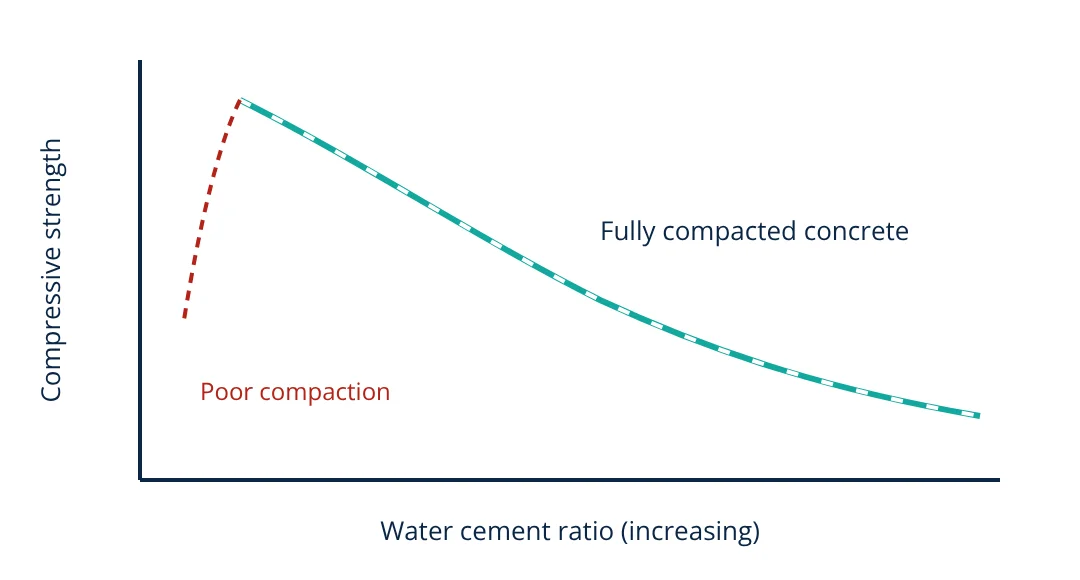 Compressive strength
Fully compacted concrete
Poor compaction
Water cement ratio (increasing)